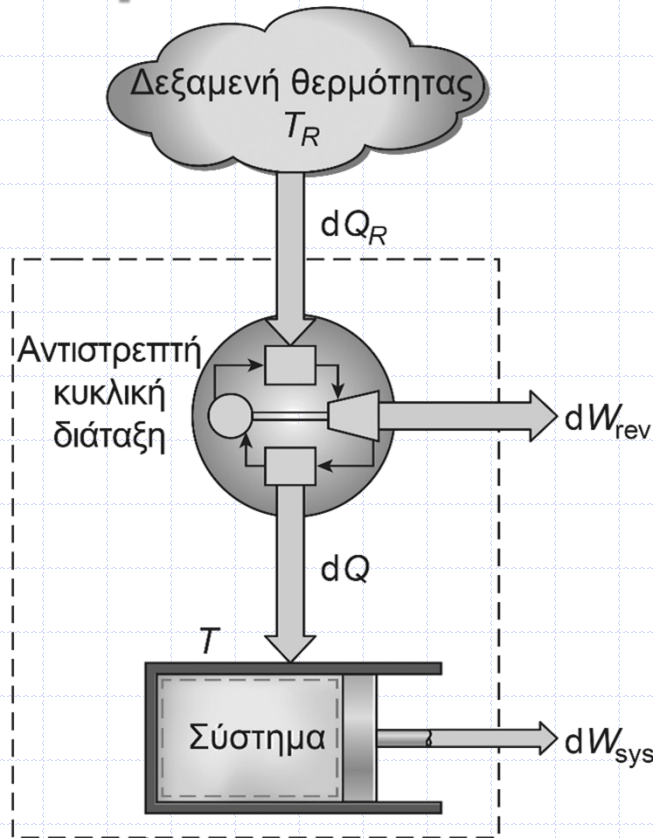 Δεξαμενή θερμότητας
T_R
dQ_R
Αντιστρεπτή
κυκλική
διάταξη
dW_rev
dQ
T
Σύστημα
dW_sys